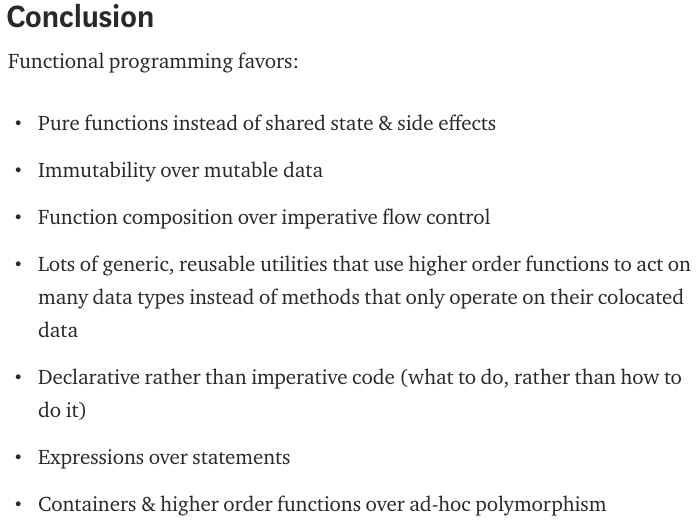 Conclusion
Functional programming favors:
• Pure functions instead of shared state & side effects
• Immutability over mutable data
• Function composition over imperative flow control
• Lots of generic, reusable utilities that use higher order functions to act on
many data types instead of methods that only operate on their colocated
data
• Declarative rather than imperative code (what to do, rather than how to
do it)
• Expressions over statements
• Containers & higher order functions over ad-hoc polymorphism